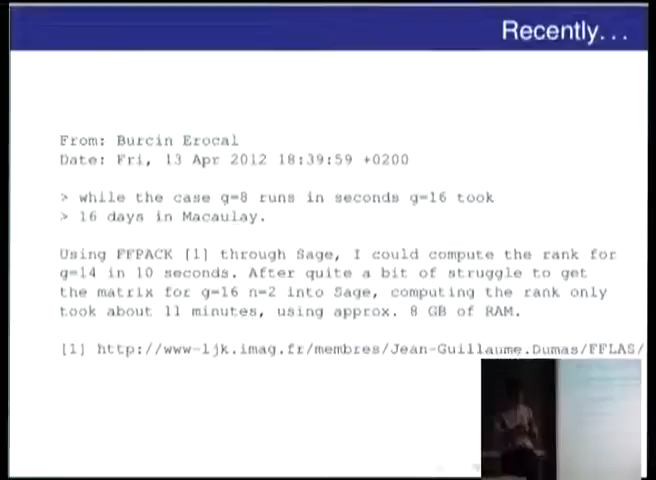 Recently...
From: Burcin Erocal
Date: Fri, 13 Apr 2012 18:39:59 +0200
> while the case g=8 runs in seconds g=16 took
> 16 days in Macaulay.
Using FFPACK [1] through Sage, I could compute the rank for
g=14 in 10 seconds. After quite a bit of struggle to get
the matrix for g=16 n=2 into Sage, computing the rank only
took about 11 minutes, using approx. 8 GB of RAM.
[1] http://www-ljk.imag.fr/membres/Jean-Guillaume.Dumas/FFLAS/